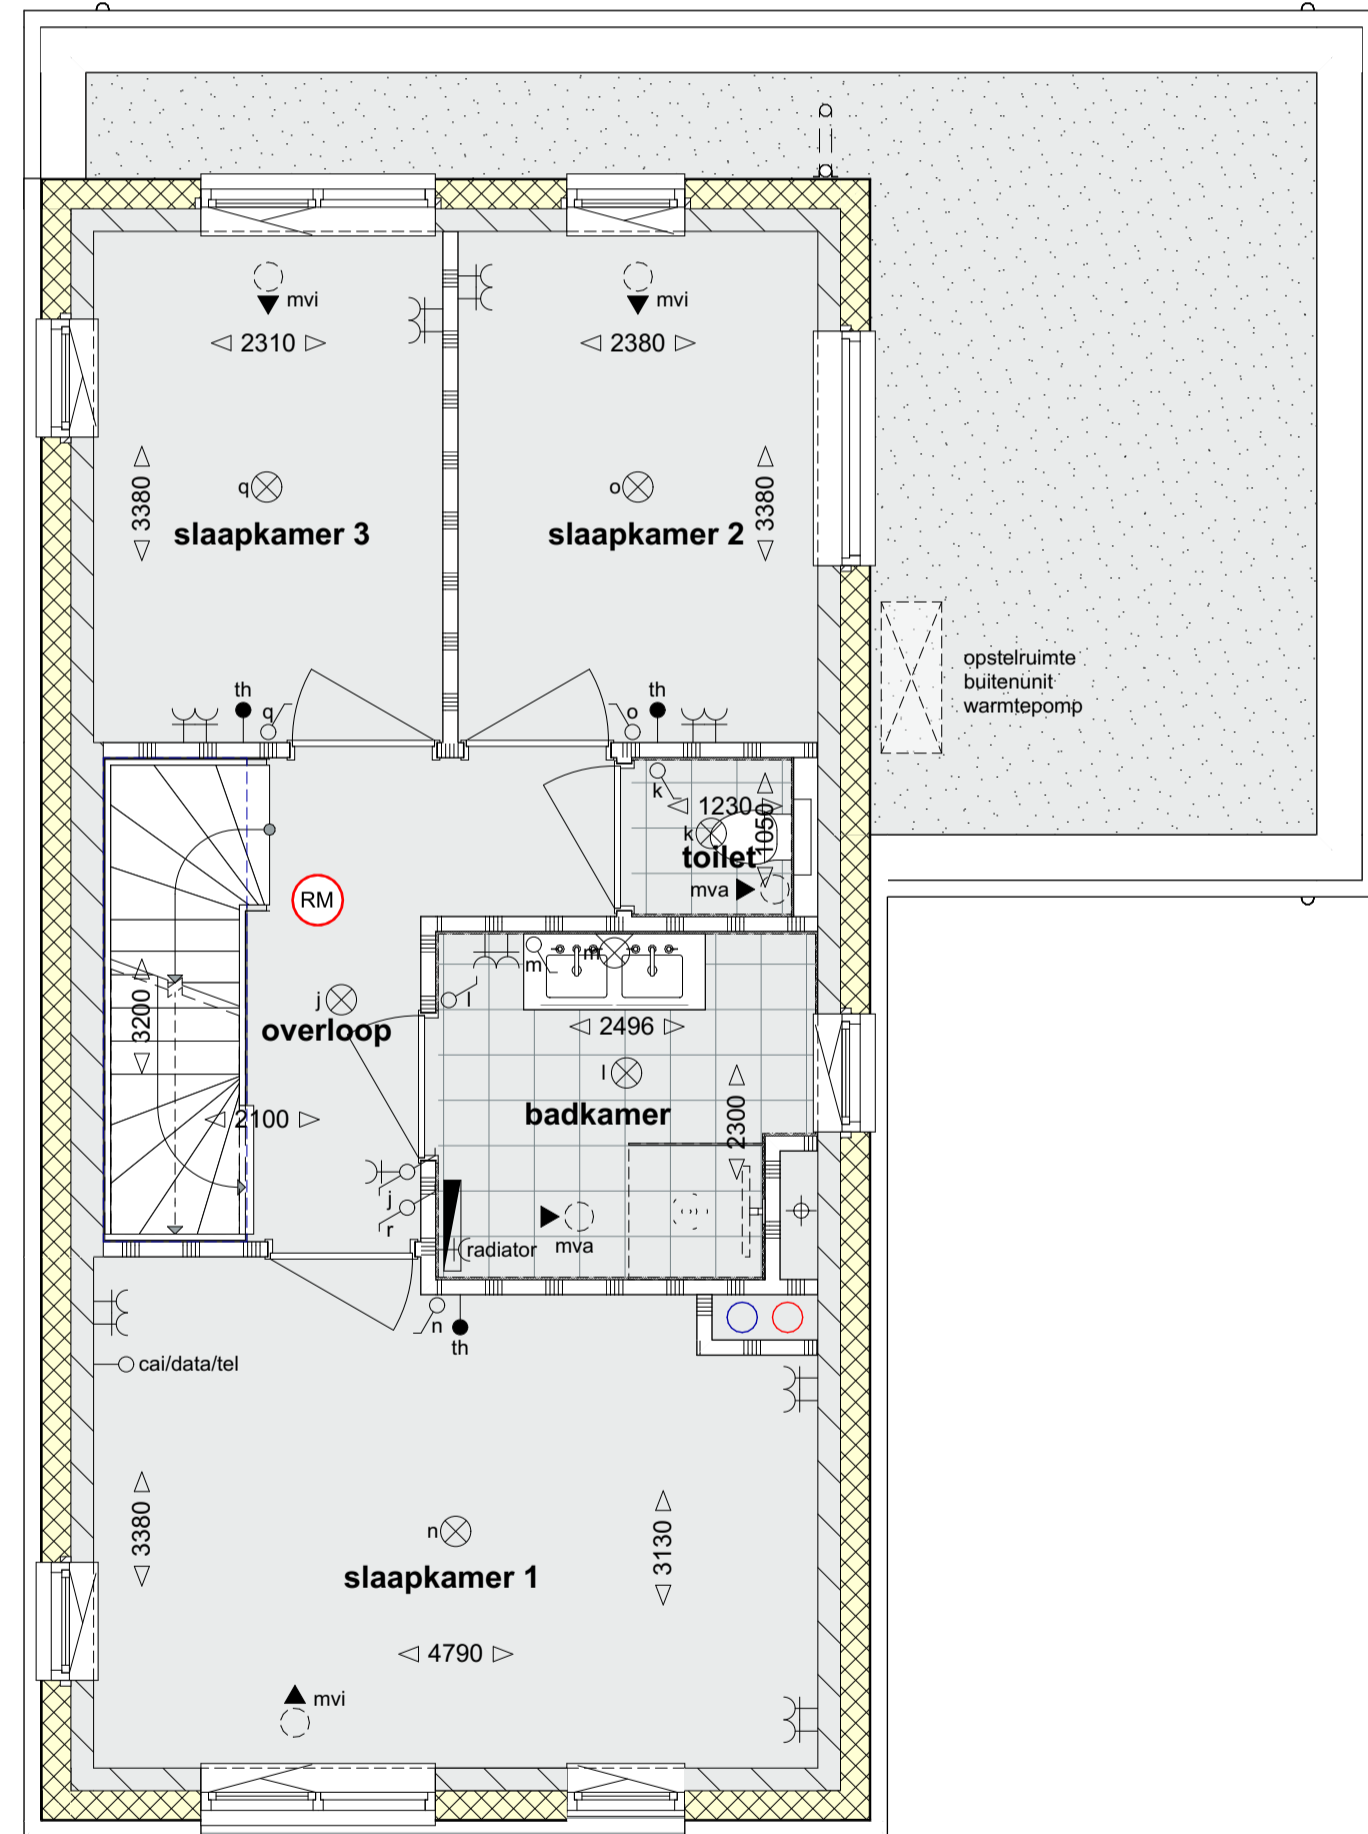 mvi
mvi
2310
2380
3380
q
o
3380
slaapkamer 3
slaapkamer 2
opstelruimte
buitenunit
warmtepomp
th
q
th
o
k
1230
1050
k
toilet
mva
RM
m
m
l
j
overloop
3200
2496
l
badkamer
2300
2100
j
r
radiator
mva
n
th
cai/data/tel
3380
n
3130
slaapkamer 1
4790
mvi